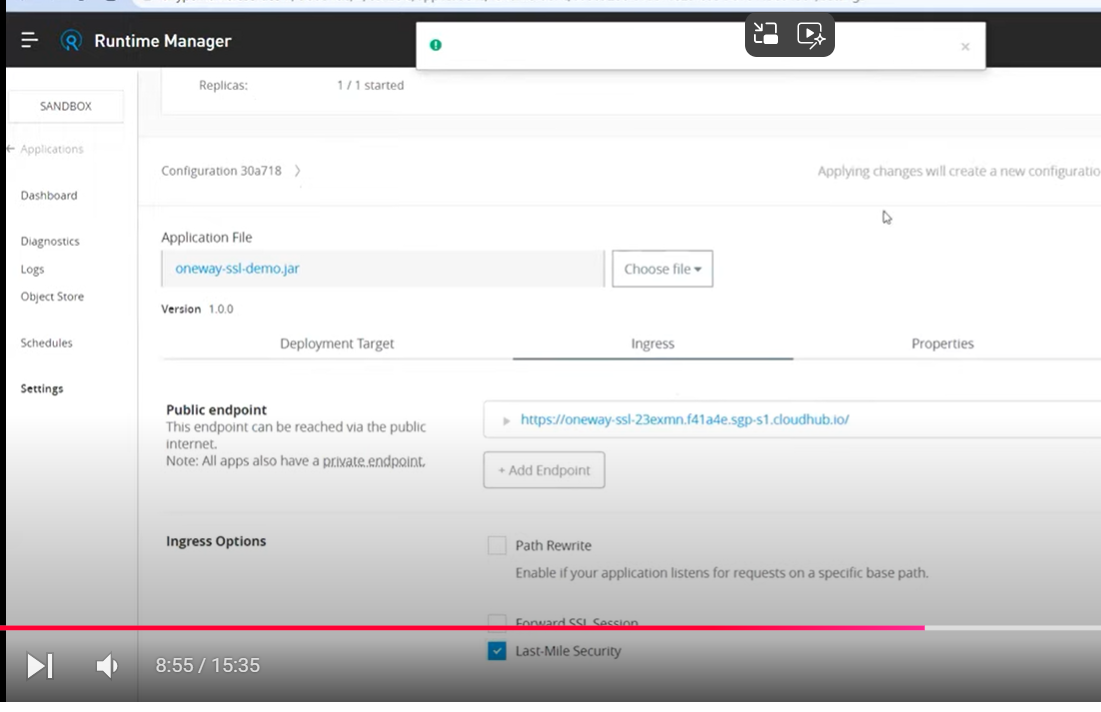 Runtime Manager
Replicas: 1 / 1 started
SANDBOX
Applications
Configuration 30a718
Applying changes will create a new configuratio
Dashboard
Diagnostics
Logs
Object Store
Schedules
Settings
Application File
oneway-ssl-demo.jar
Choose file
Version 1.0.0
Deployment Target Ingress Properties
Public endpoint
This endpoint can be reached via the public
internet.
Note: All apps also have a private endpoint.
https://oneway-ssl-23exmn.f41a4e.sgp-s1.cloudhub.io/
+ Add Endpoint
Ingress Options
Path Rewrite
Enable if your application listens for requests on a specific base path.
Forward SSL Session
Last-Mile Security
8:55 / 15:35